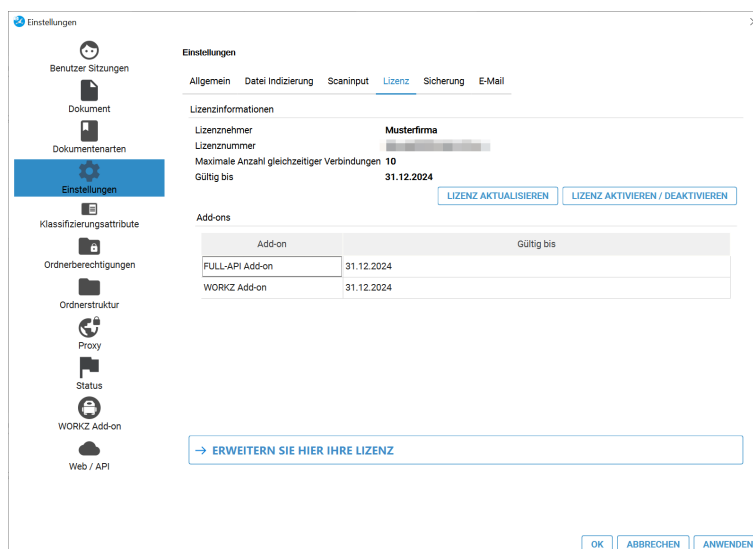 Einstellungen
Benutzer Sitzungen
Dokument
Dokumentenarten
Einstellungen
Klassifizierungsattribute
Ordnerberechtigungen
Ordnerstruktur
Proxy
Status
WORKZ Add-on
Web / API
Einstellungen
Allgemein Datei Indizierung Scaninput Lizenz Sicherung E-Mail
Lizenzinformationen
Lizenznehmer Musterfirma
Lizenznummer
Maximale Anzahl gleichzeitiger Verbindungen 10
Gültig bis 31.12.2024
LIZENZ AKTUALISIEREN LIZENZ AKTIVIEREN / DEAKTIVIEREN
Add-ons
Add-on Gültig bis
FULL-API Add-on 31.12.2024
WORKZ Add-on 31.12.2024
→ ERWEITERN SIE HIER IHRE LIZENZ
OK ABBRECHEN ANWENDEN